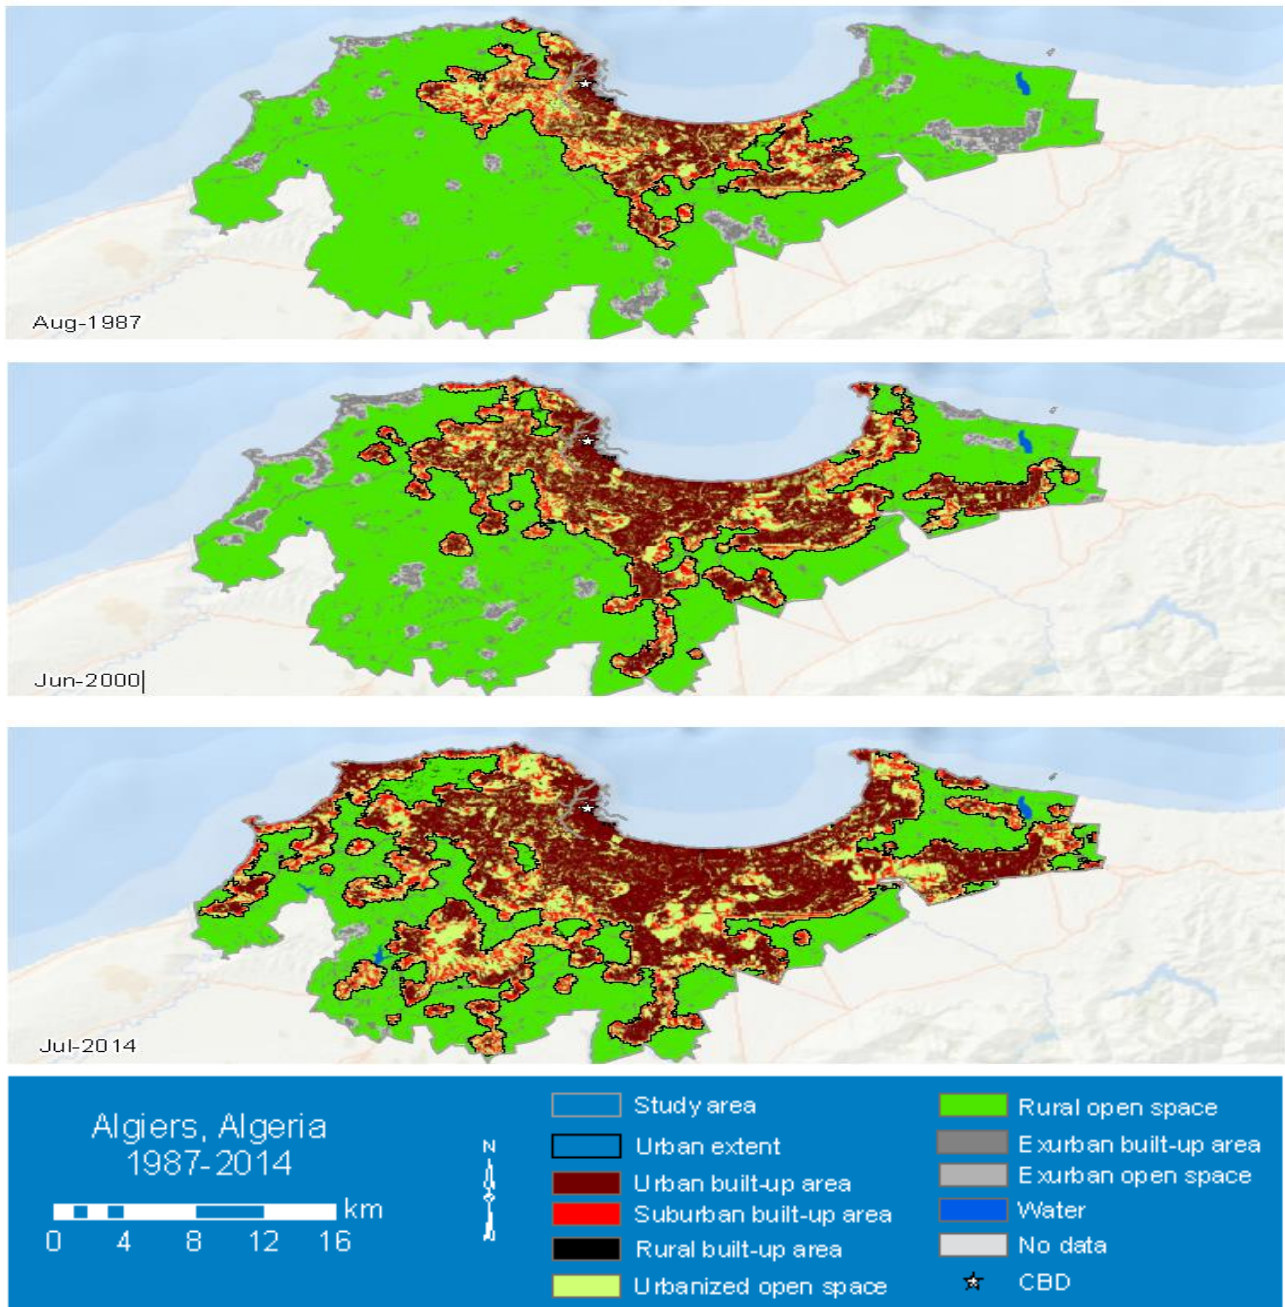 Aug-1987
Jun-2000
Jul-2014
Algiers, Algeria
1987-2014
km
0 4 8 12 16
N
Study area
Urban extent
Urban built-up area
Suburban built-up area
Rural built-up area
Urbanized open space
Rural open space
Exurban built-up area
Exurban open space
Water
No data
CBD